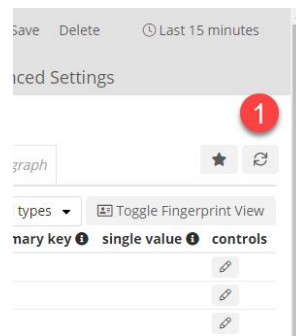 Save Delete Last 15 minutes
nced Settings
1
graph
types Toggle Fingerprint View
mary key single value controls